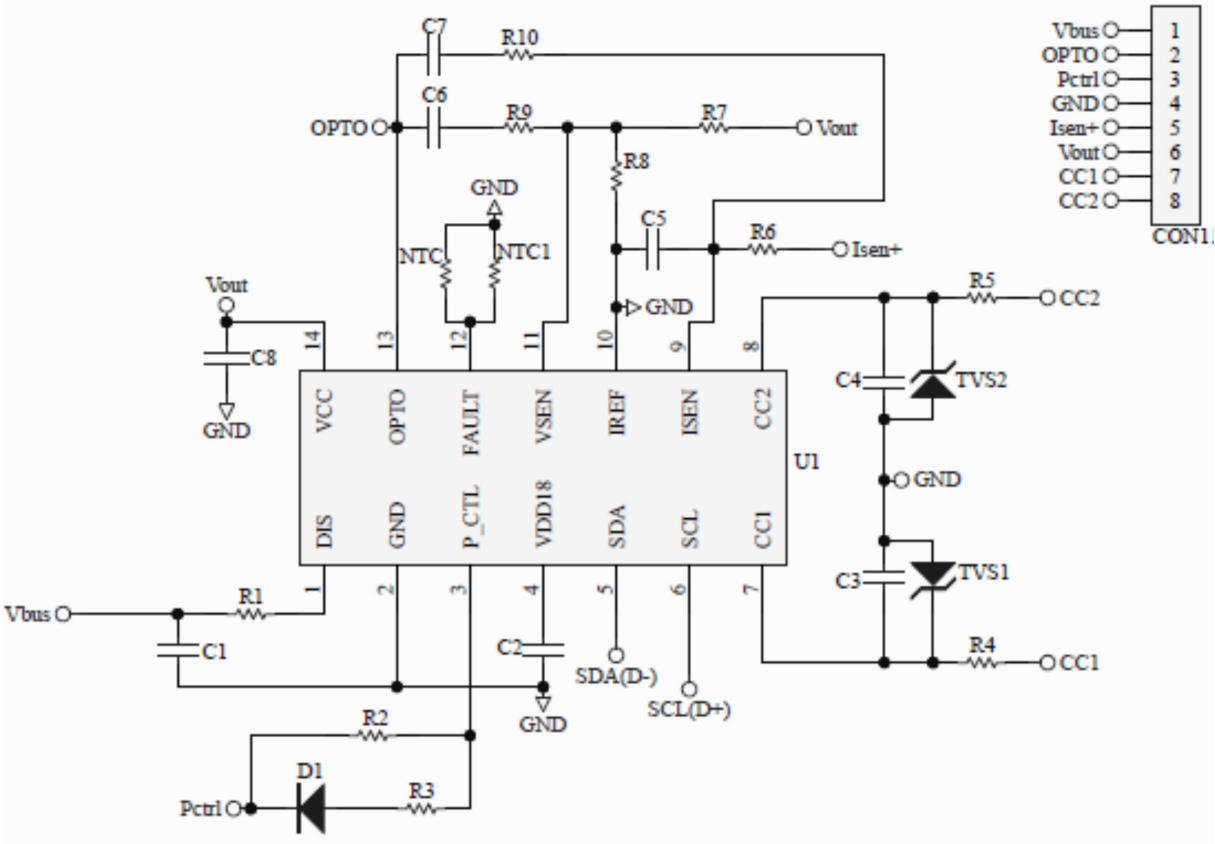 C7
R10
Vbus 1
OPTO 2
Pctrl 3
GND 4
Isen+ 5
Vout 6
CC1 7
CC2 8
C6
R9
R7
OPTO
Vout
R8
GND
C5
R6
NTC
NTC1
Isen+
Vout
GND
R5
CC2
14
13
12
11
10
9
8
C8
C4
TVS2
GND
VCC
OPTO
FAULT
VSEN
IREF
ISEN
CC2
U1
GND
DIS
GND
P_CTL
VDD18
SDA
SCL
CC1
C3
TVS1
1
2
3
4
5
6
7
Vbus
R1
C1
C2
R4
CC1
SDA(D-)
SCL(D+)
GND
R2
D1
R3
Pctrl